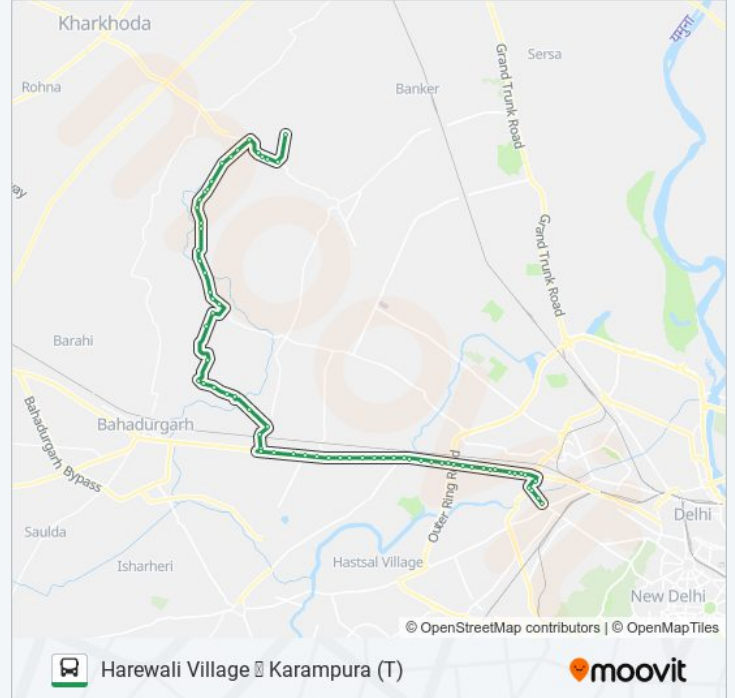 Kharkhoda
यमुना
Sersa
Rohna
Banker
Grand Trunk Road
Grand Trunk Road
Barahi
Bahadurgarh
Bahadurgarh Bypass
Outer Ring Road
Delhi
Saulda
Hastsal Village
Isharheri
New Delhi
© OpenStreetMap contributors | © OpenMapTiles
Harewali Village Karampura (T)
moovit